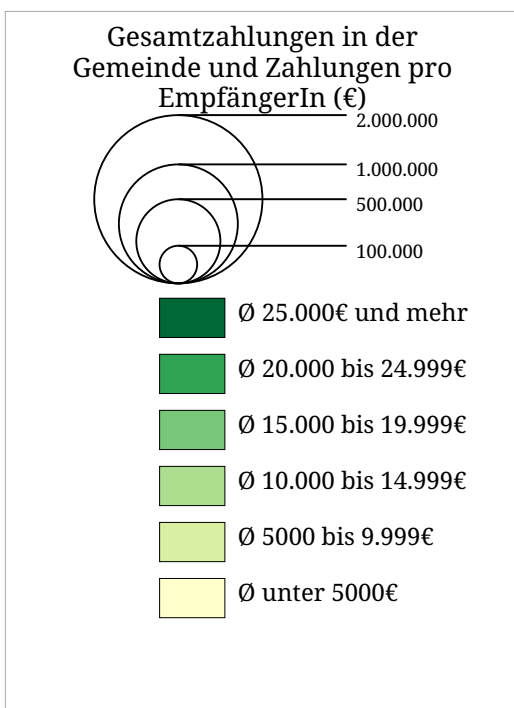 Gesamtzahlungen in der
Gemeinde und Zahlungen pro
EmpfängerIn (€)
2.000.000
1.000.000
500.000
100.000
Ø 25.000€ und mehr
Ø 20.000 bis 24.999€
Ø 15.000 bis 19.999€
Ø 10.000 bis 14.999€
Ø 5000 bis 9.999€
Ø unter 5000€